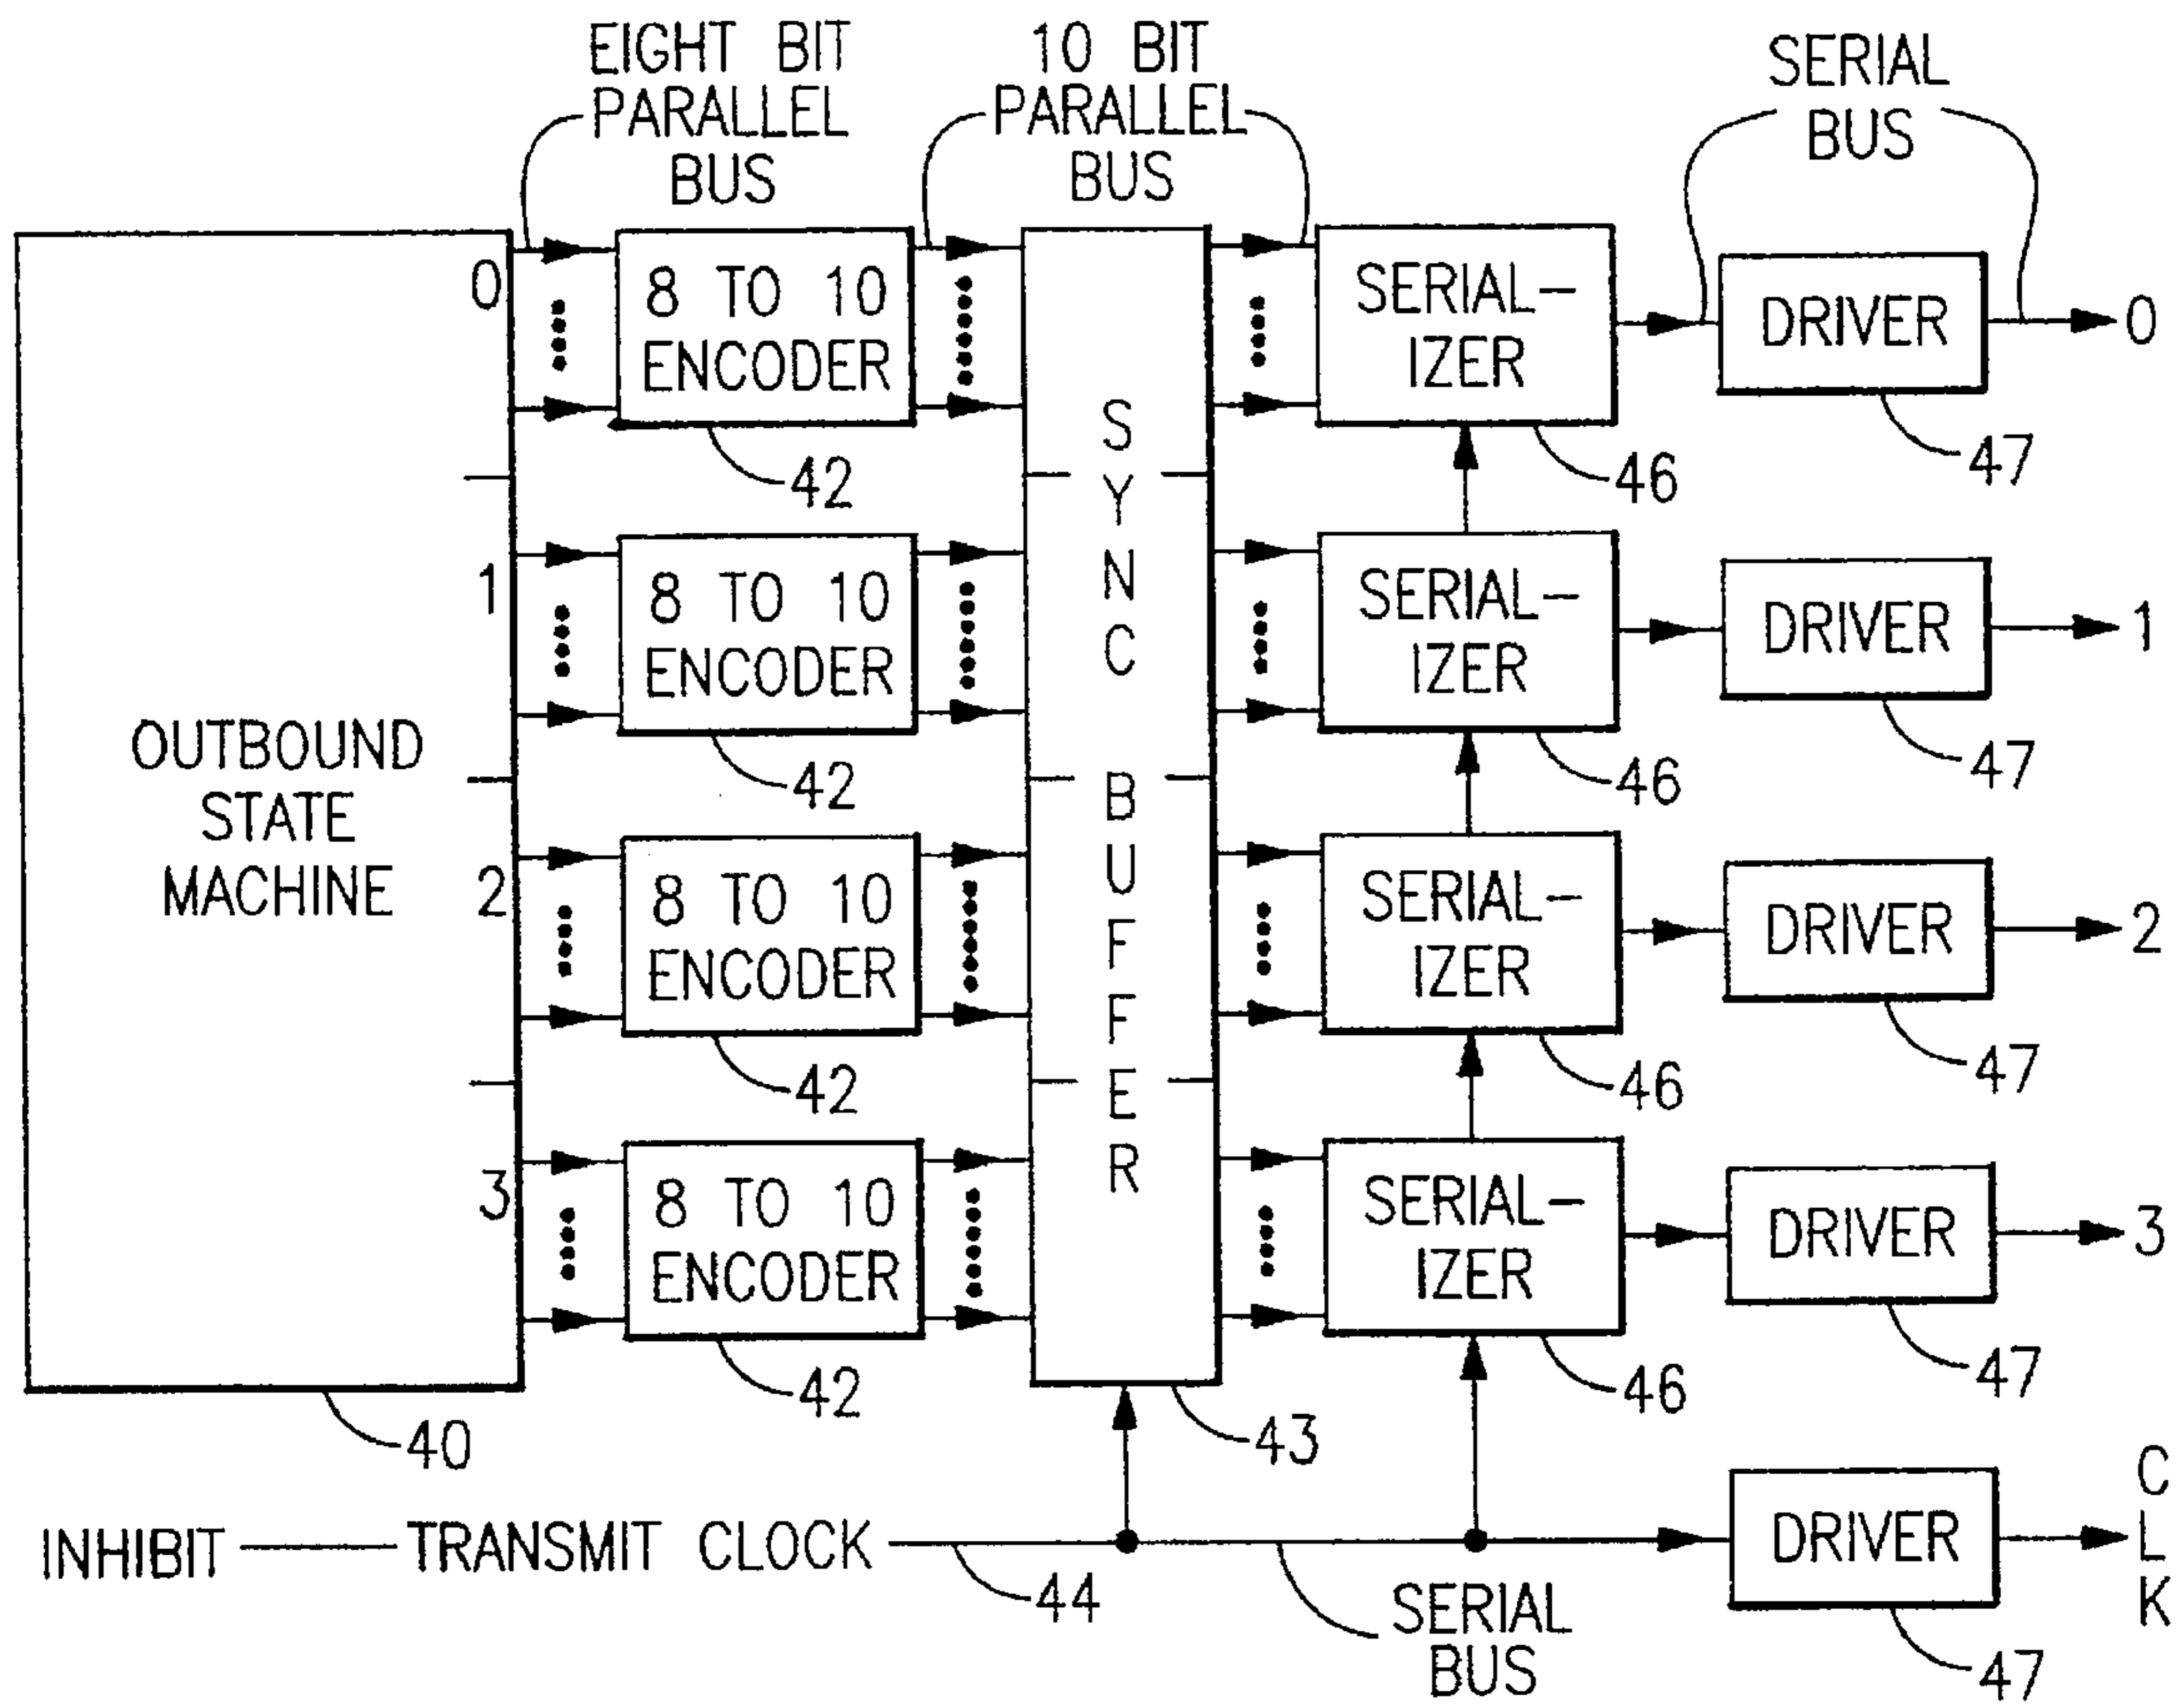 EIGHT BIT
PARALLEL
BUS
10 BIT
PARALLEL
BUS
SERIAL
BUS
0
8 TO 10
ENCODER
42
SERIAL-
IZER
46
DRIVER
47
0
1
8 TO 10
ENCODER
42
SERIAL-
IZER
46
DRIVER
47
1
OUTBOUND
STATE
MACHINE
40
SYNC BUFFER
43
2
8 TO 10
ENCODER
42
SERIAL-
IZER
46
DRIVER
47
2
3
8 TO 10
ENCODER
42
SERIAL-
IZER
46
DRIVER
47
3
INHIBIT
TRANSMIT CLOCK
44
SERIAL
BUS
DRIVER
47
CLK